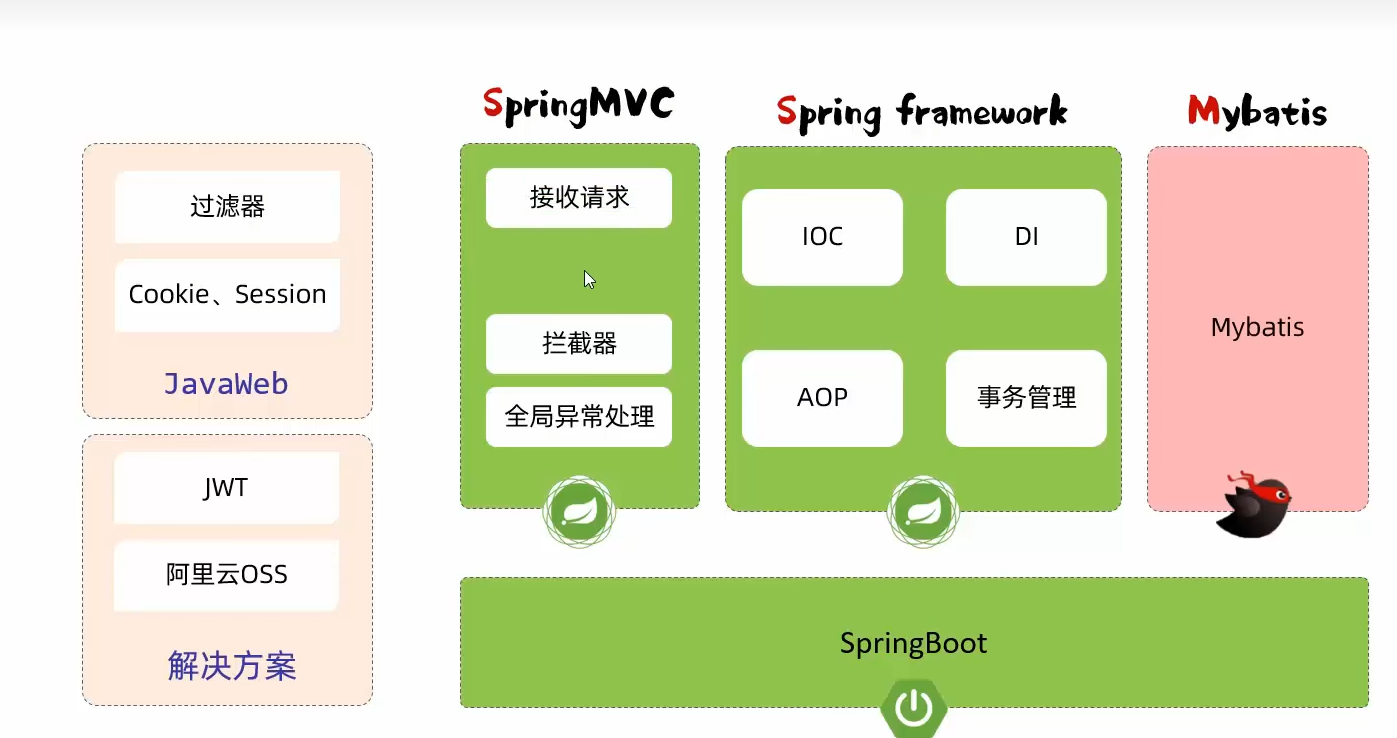 过滤器
Cookie、Session
JavaWeb
JWT
阿里云OSS
解决方案
SpringMVC
接收请求
拦截器
全局异常处理
Spring framework
IOC
DI
AOP
事务管理
Mybatis
Mybatis
SpringBoot